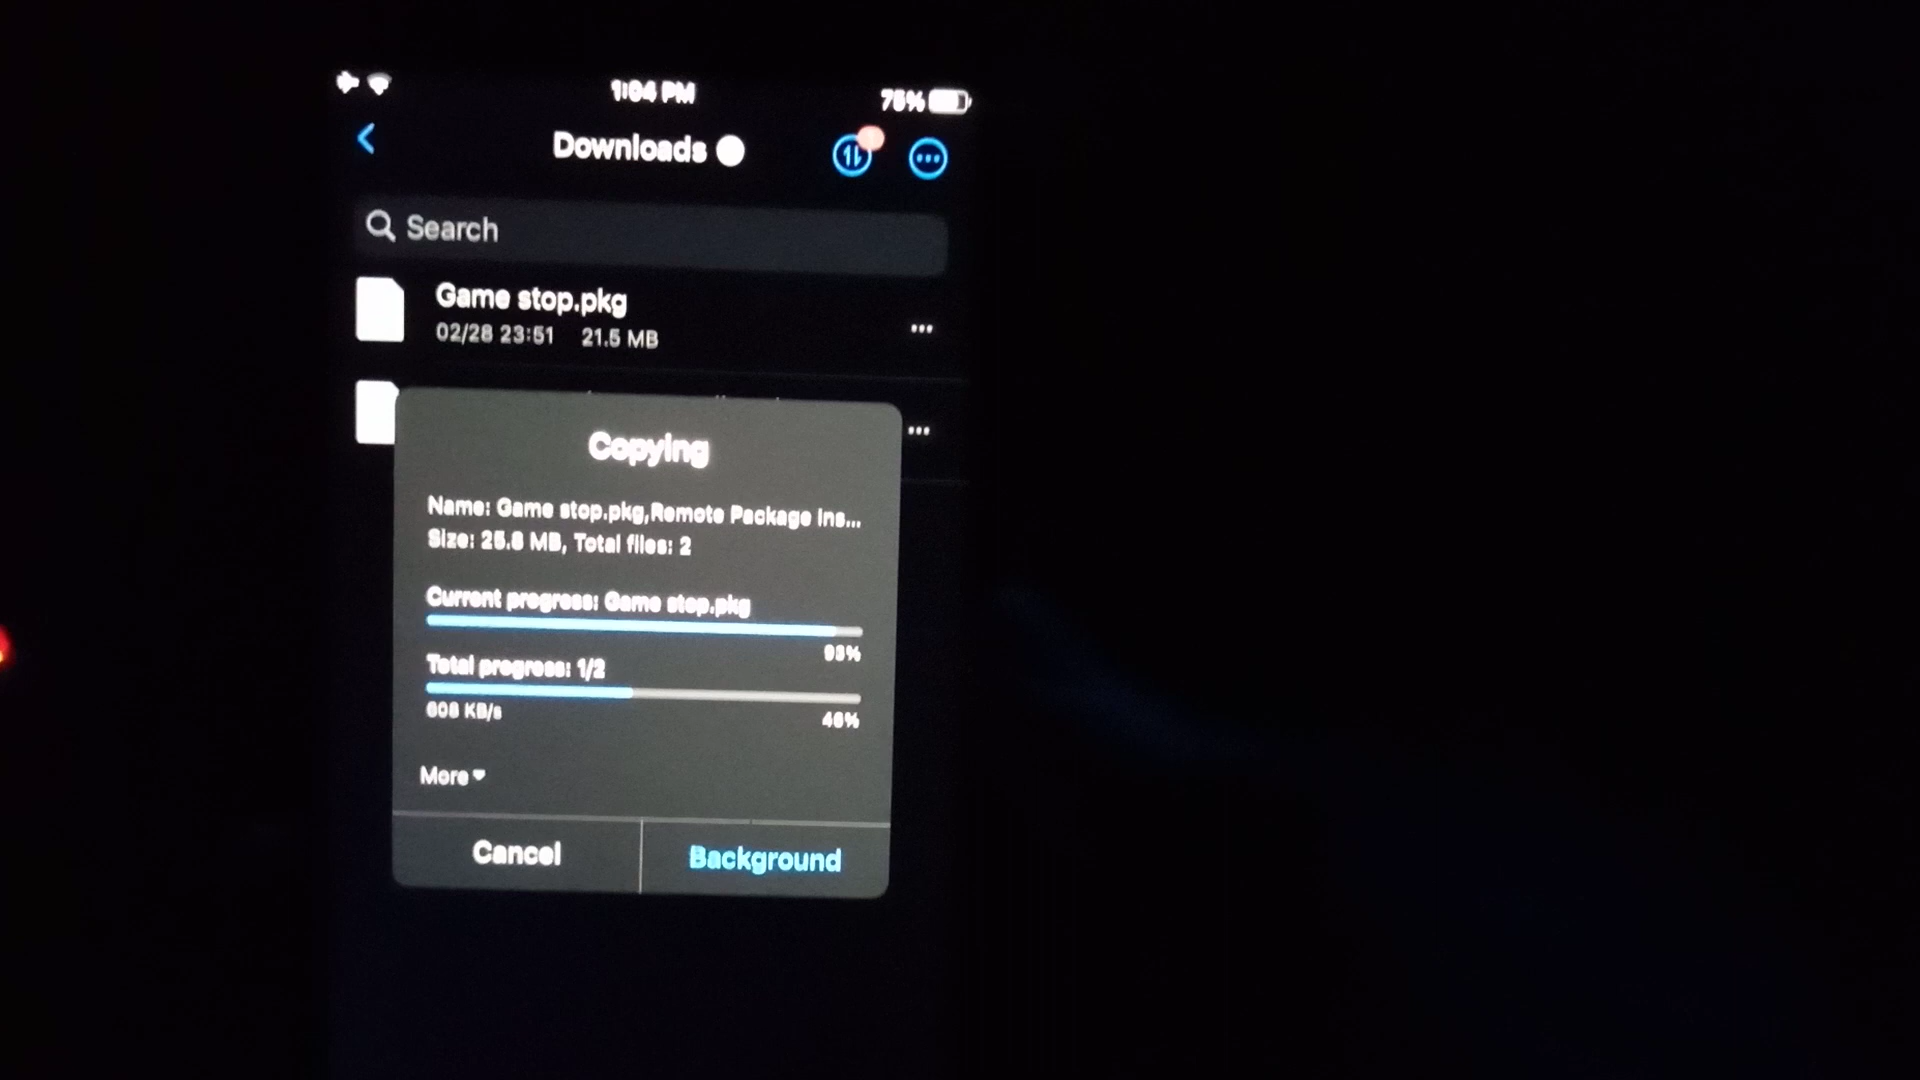 1:04 PM
75%
Downloads
Search
Game stop.pkg
02/28 23:51 21.5 MB
Copying
Name: Game stop.pkg,Remote Package Ins...
Size: 25.8 MB, Total files: 2
Current progress: Game stop.pkg
93%
Total progress: 1/2
608 KB/s
46%
More
Cancel
Background